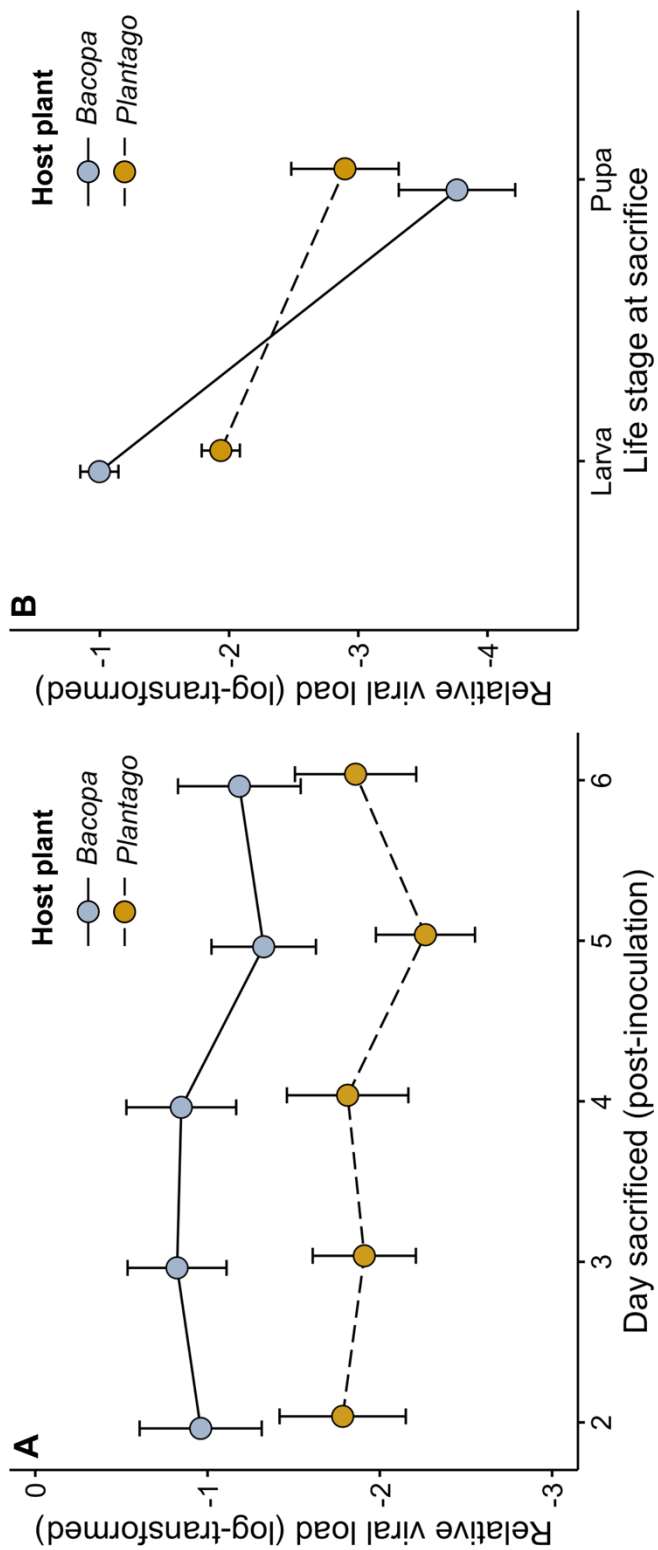 A
Relative viral load (log-transformed)
0
-1
-2
-3
2
3
4
5
6
Day sacrificed (post-inoculation)
Host plant
Bacopa
Plantago
B
Relative viral load (log-transformed)
-1
-2
-3
-4
Larva
Pupa
Life stage at sacrifice
Host plant
Bacopa
Plantago